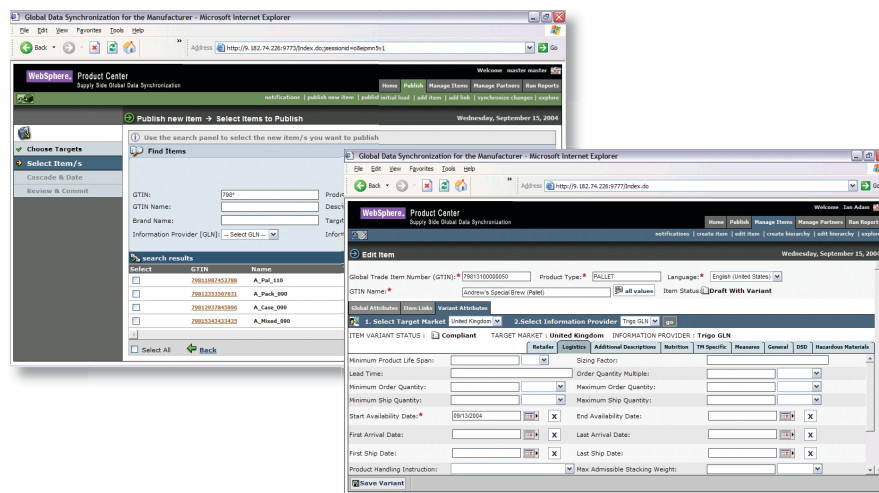 Global Data Synchronization for the Manufacturer - Microsoft Internet Explorer
File Edit View Favorites Tools Help
Back Address http://9.182.74.226:9773/Index.do;jsessionid=o8eipmn5v1 Go
WebSphere. Product Center
Supply Side Global Data Synchronization
Welcome master master
Home Publish Manage Items Manage Partners Run Reports
notifications | publish new item | publish initial load | add item | add link | synchronize changes | explore
Publish new item → Select Items to Publish Wednesday, September 15, 2004
Use the search panel to select the new item/s you want to publish
Choose Targets
Select Item/s
Cascade & Date
Review & Commit
Find Items
GTIN: 798*
GTIN Name:
Brand Name:
Information Provider [GLN]: -- Select GLN --
search results
Select GTIN Name
79811987452788 A_Pal_110
79812353567631 A_Pack_090
79812937845896 A_Case_090
79815343433435 A_Mixed_090
Select All Back
Global Data Synchronization for the Manufacturer - Microsoft Internet Explorer
File Edit View Favorites Tools Help
Back Address http://9.182.74.226:7777/Index.do Go
WebSphere. Product Center
Supply Side Global Data Synchronization
Welcome Ian Adam
Home Publish Manage Items Manage Partners Run Reports
notifications | create item | edit item | create hierarchy | edit hierarchy | explore
Edit Item Wednesday, September 15, 2004
Global Trade Item Number (GTIN):* 79813100000050 Product Type:* PALLET Language:* English (United States)
GTIN Name:* Andrew's Special Brew (Pallet) all values Item Status: Draft With Variant
Global Attributes Item Links Variant Attributes
1. Select Target Market United Kingdom 2.Select Information Provider Trigo GLN go
ITEM VARIANT STATUS : Compliant TARGET MARKET : United Kingdom INFORMATION PROVIDER : Trigo GLN
Retailer Logistics Additional Descriptions Nutrition TM Specific Measures General DSD Hazardous Materials
Minimum Product Life Span: Sizing Factor:
Lead Time: Order Quantity Multiple:
Minimum Order Quantity: Maximum Order Quantity:
Minimum Ship Quantity: Maximum Ship Quantity:
Start Availability Date:* 09/13/2004 X End Availability Date: X
First Arrival Date: X Last Arrival Date: X
First Ship Date: X Last Ship Date: X
Product Handling Instruction: Max Admissible Stacking Weight:
Save Variant